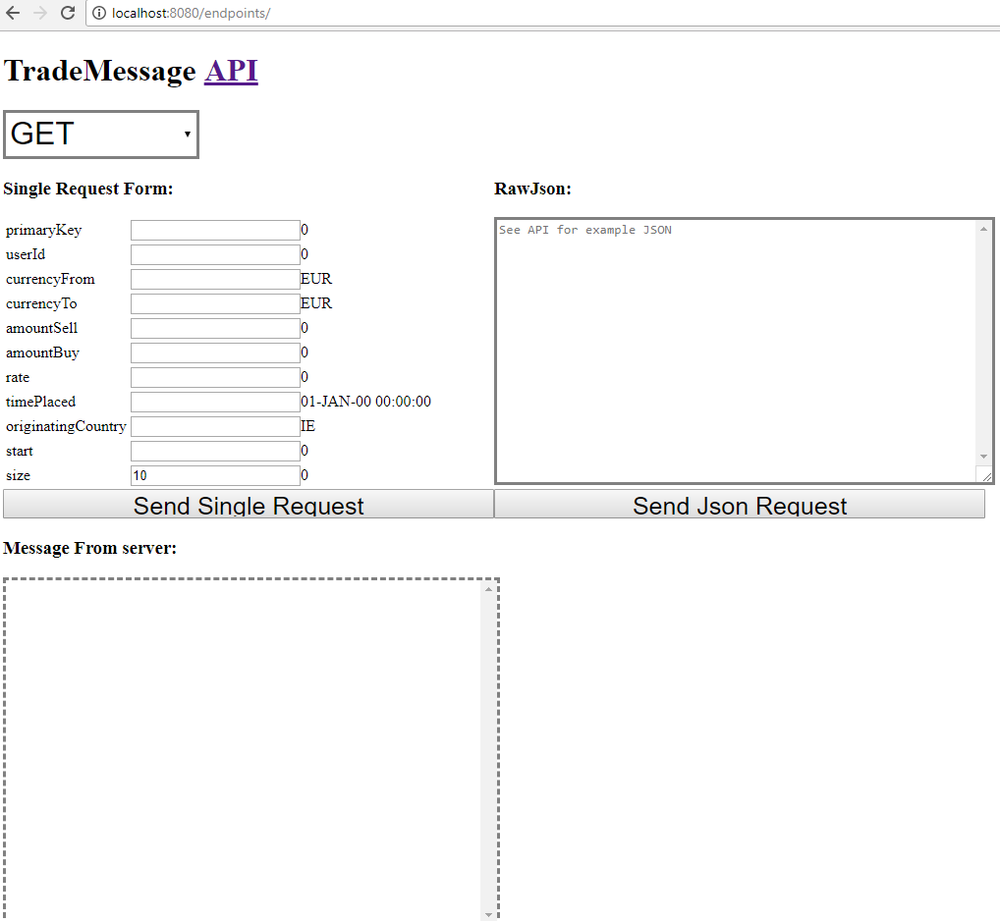 localhost:8080/endpoints/
TradeMessage API
GET
Single Request Form:
primaryKey 0
userId 0
currencyFrom EUR
currencyTo EUR
amountSell 0
amountBuy 0
rate 0
timePlaced 01-JAN-00 00:00:00
originatingCountry IE
start 0
size 10 0
Send Single Request
RawJson:
See API for example JSON
Send Json Request
Message From server: